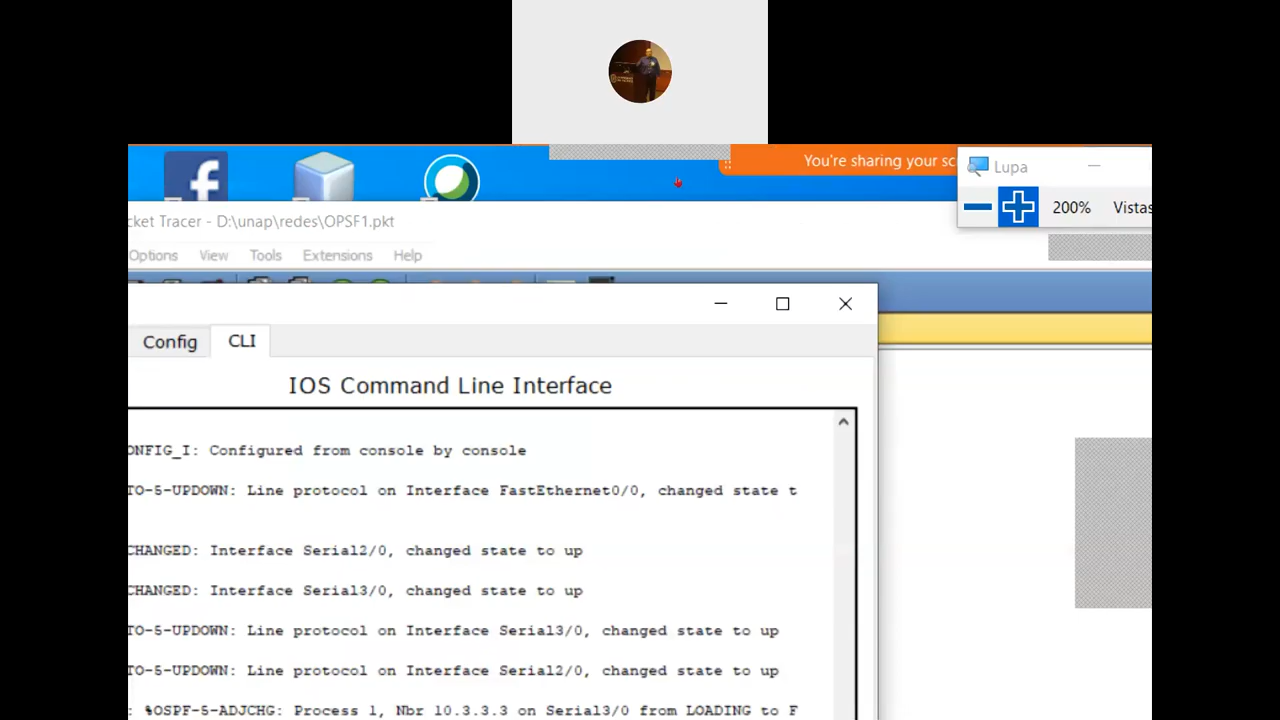 You're sharing your sc
Lupa
200% Vistas
cket Tracer - D:\unap\redes\OPSF1.pkt
Options View Tools Extensions Help
Config CLI
IOS Command Line Interface
ONFIG_I: Configured from console by console
TO-5-UPDOWN: Line protocol on Interface FastEthernet0/0, changed state t
CHANGED: Interface Serial2/0, changed state to up
CHANGED: Interface Serial3/0, changed state to up
TO-5-UPDOWN: Line protocol on Interface Serial3/0, changed state to up
TO-5-UPDOWN: Line protocol on Interface Serial2/0, changed state to up
: %OSPF-5-ADJCHG: Process 1, Nbr 10.3.3.3 on Serial3/0 from LOADING to F